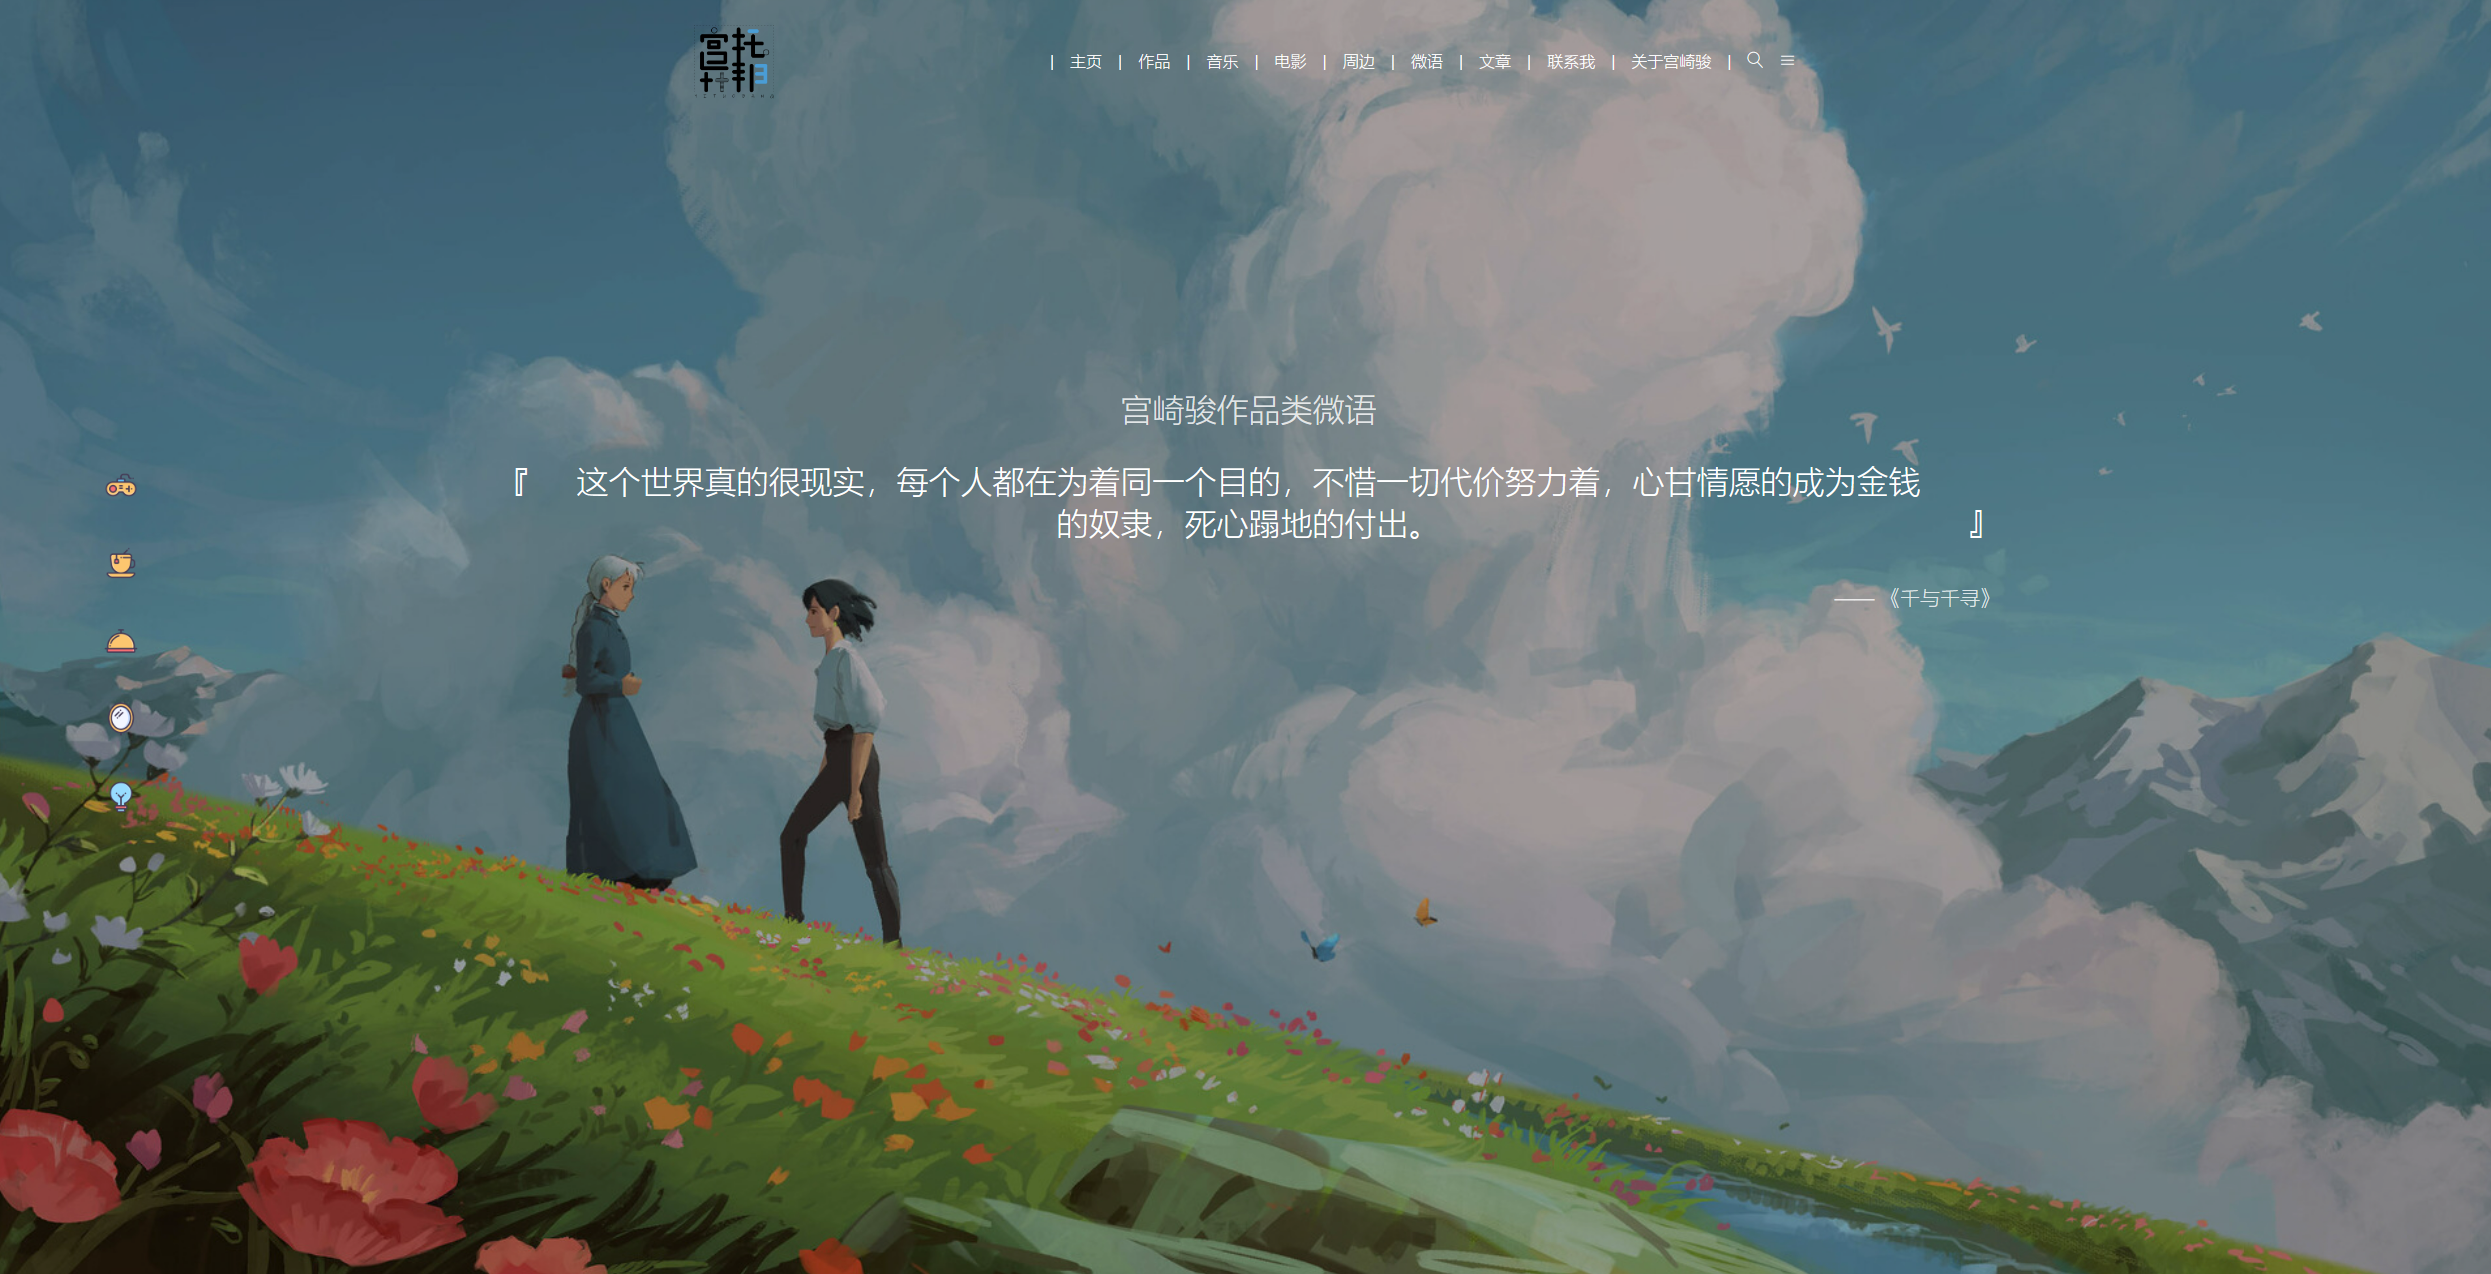 | 主页 | 作品 | 音乐 | 电影 | 周边 | 微语 | 文章 | 联系我 | 关于宫崎骏 |
宫崎骏作品类微语
『 这个世界真的很现实，每个人都在为着同一个目的，不惜一切代价努力着，心甘情愿的成为金钱
的奴隶，死心蹋地的付出。 』
—— 《千与千寻》